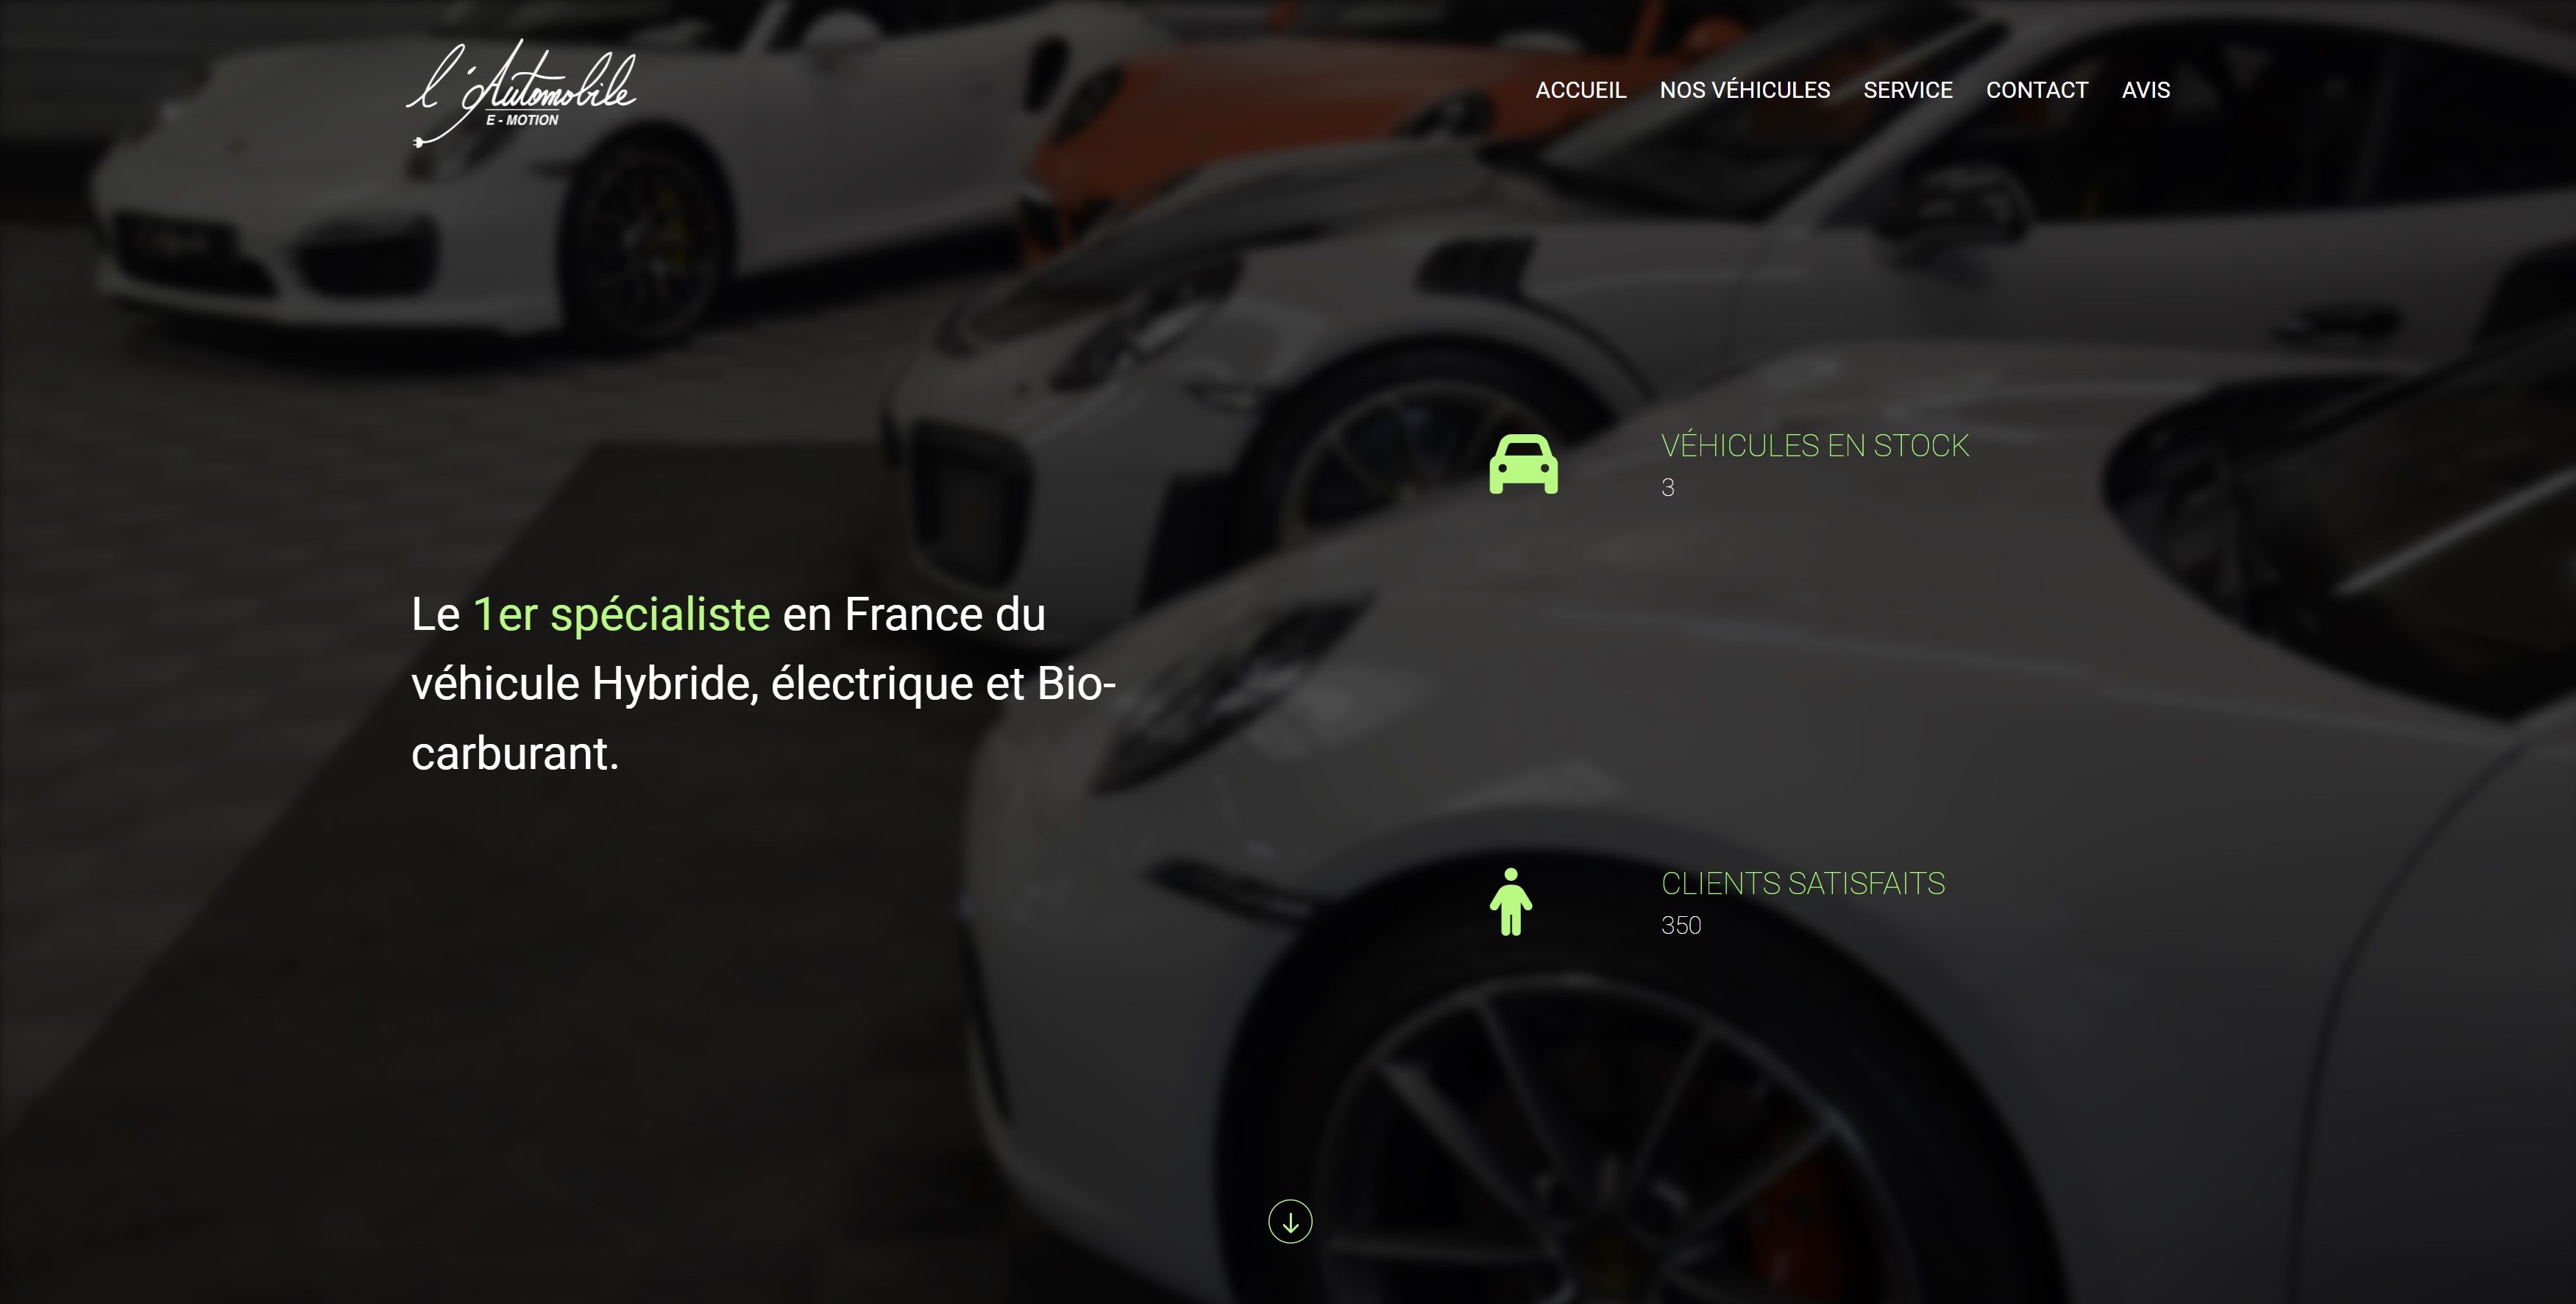 l'Automobile
E - MOTION
ACCUEIL NOS VÉHICULES SERVICE CONTACT AVIS
VÉHICULES EN STOCK
3
Le 1er spécialiste en France du
véhicule Hybride, électrique et Bio-
carburant.
CLIENTS SATISFAITS
350